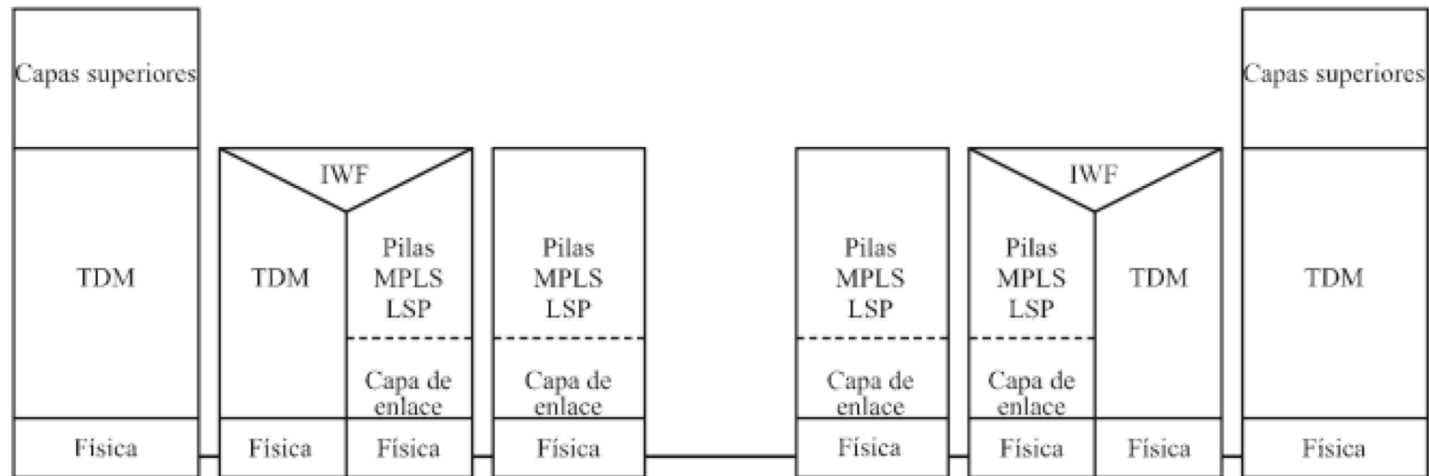 Capas superiores
Capas superiores
IWF
IWF
TDM
TDM
Pilas
MPLS
LSP
Pilas
MPLS
LSP
Pilas
MPLS
LSP
Pilas
MPLS
LSP
TDM
TDM
Capa de
enlace
Capa de
enlace
Capa de
enlace
Capa de
enlace
Física
Física
Física
Física
Física
Física
Física
Física